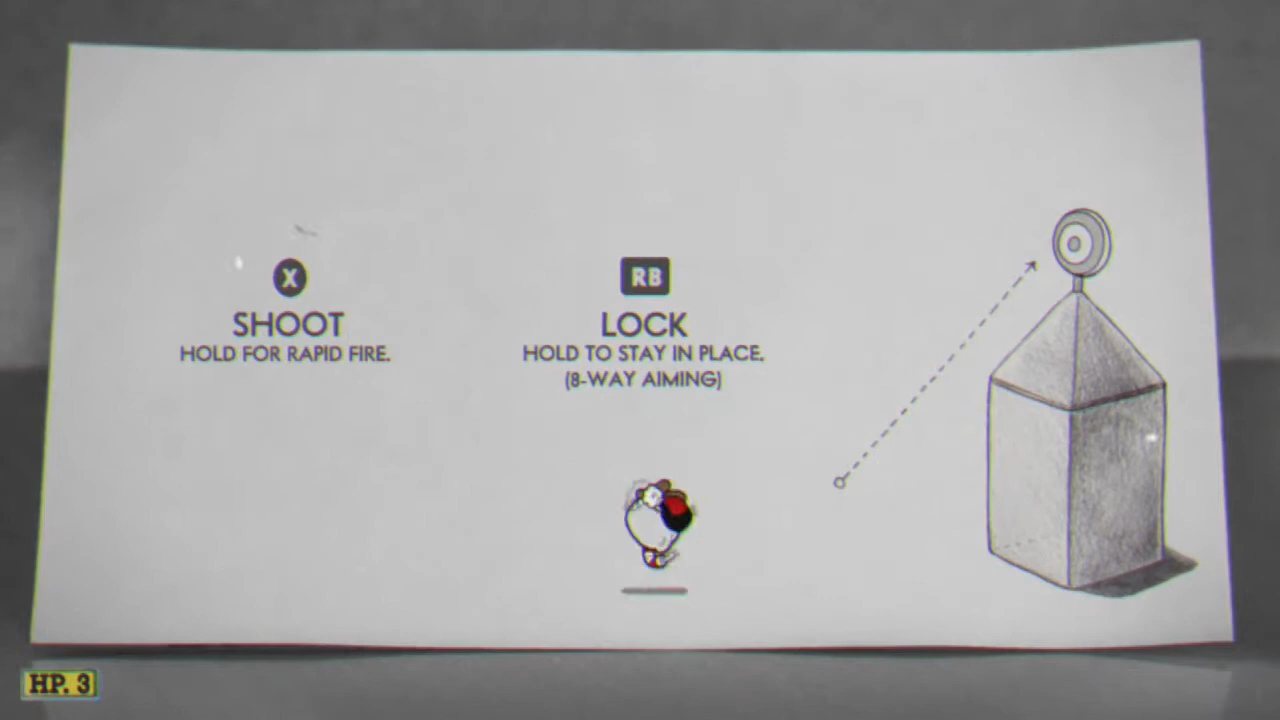 X
SHOOT
HOLD FOR RAPID FIRE.
RB
LOCK
HOLD TO STAY IN PLACE.
(8-WAY AIMING)
HP. 3